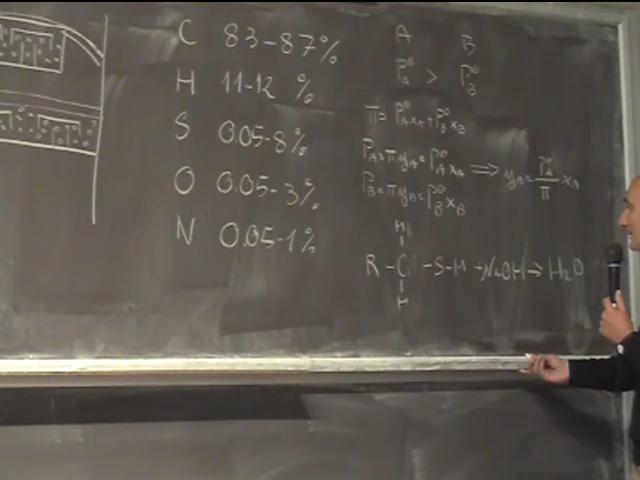 C 83-87%
H 11-12 %
S 0.05-8%
O 0.05-3%
N 0.05-1%
A B
P°A > P°B
π = P°A xA + P°B xB
PA = π yA = P°A xA ⟹ yA = P°A/π xA
PB = π yB = P°B xB
H
R - C - S - H + NaOH → H2O
H